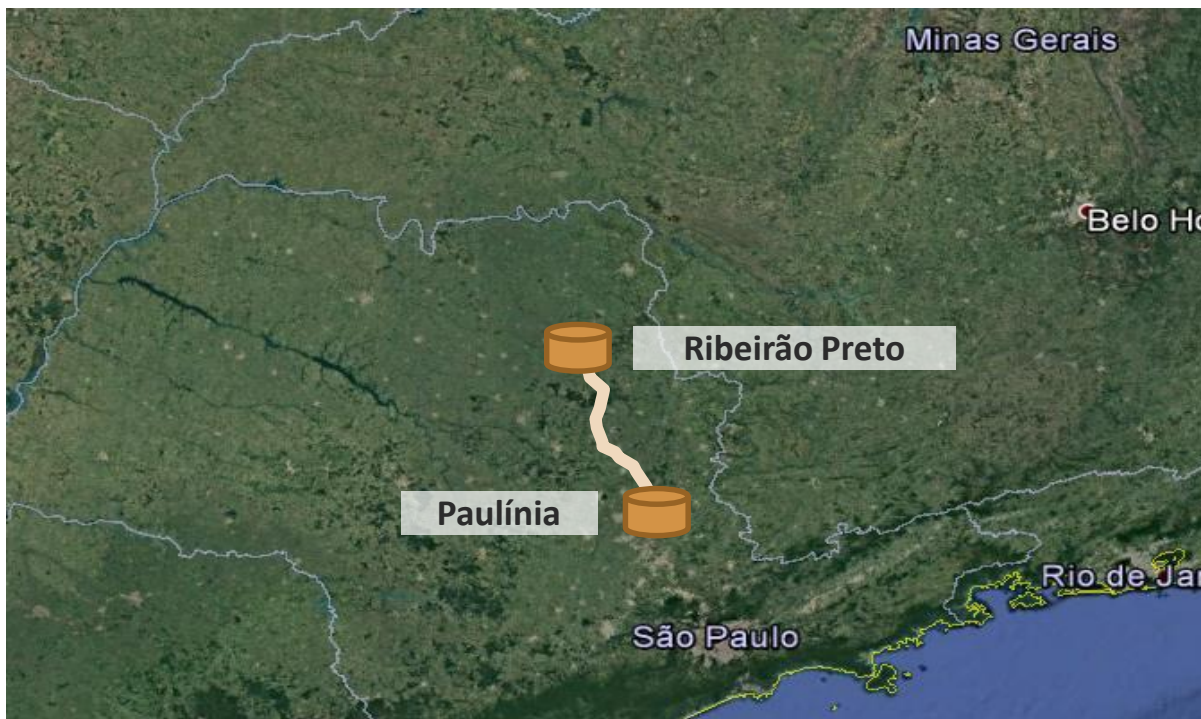 Minas Gerais
Belo Ho
Ribeirão Preto
Paulínia
Rio de Jar
São Paulo